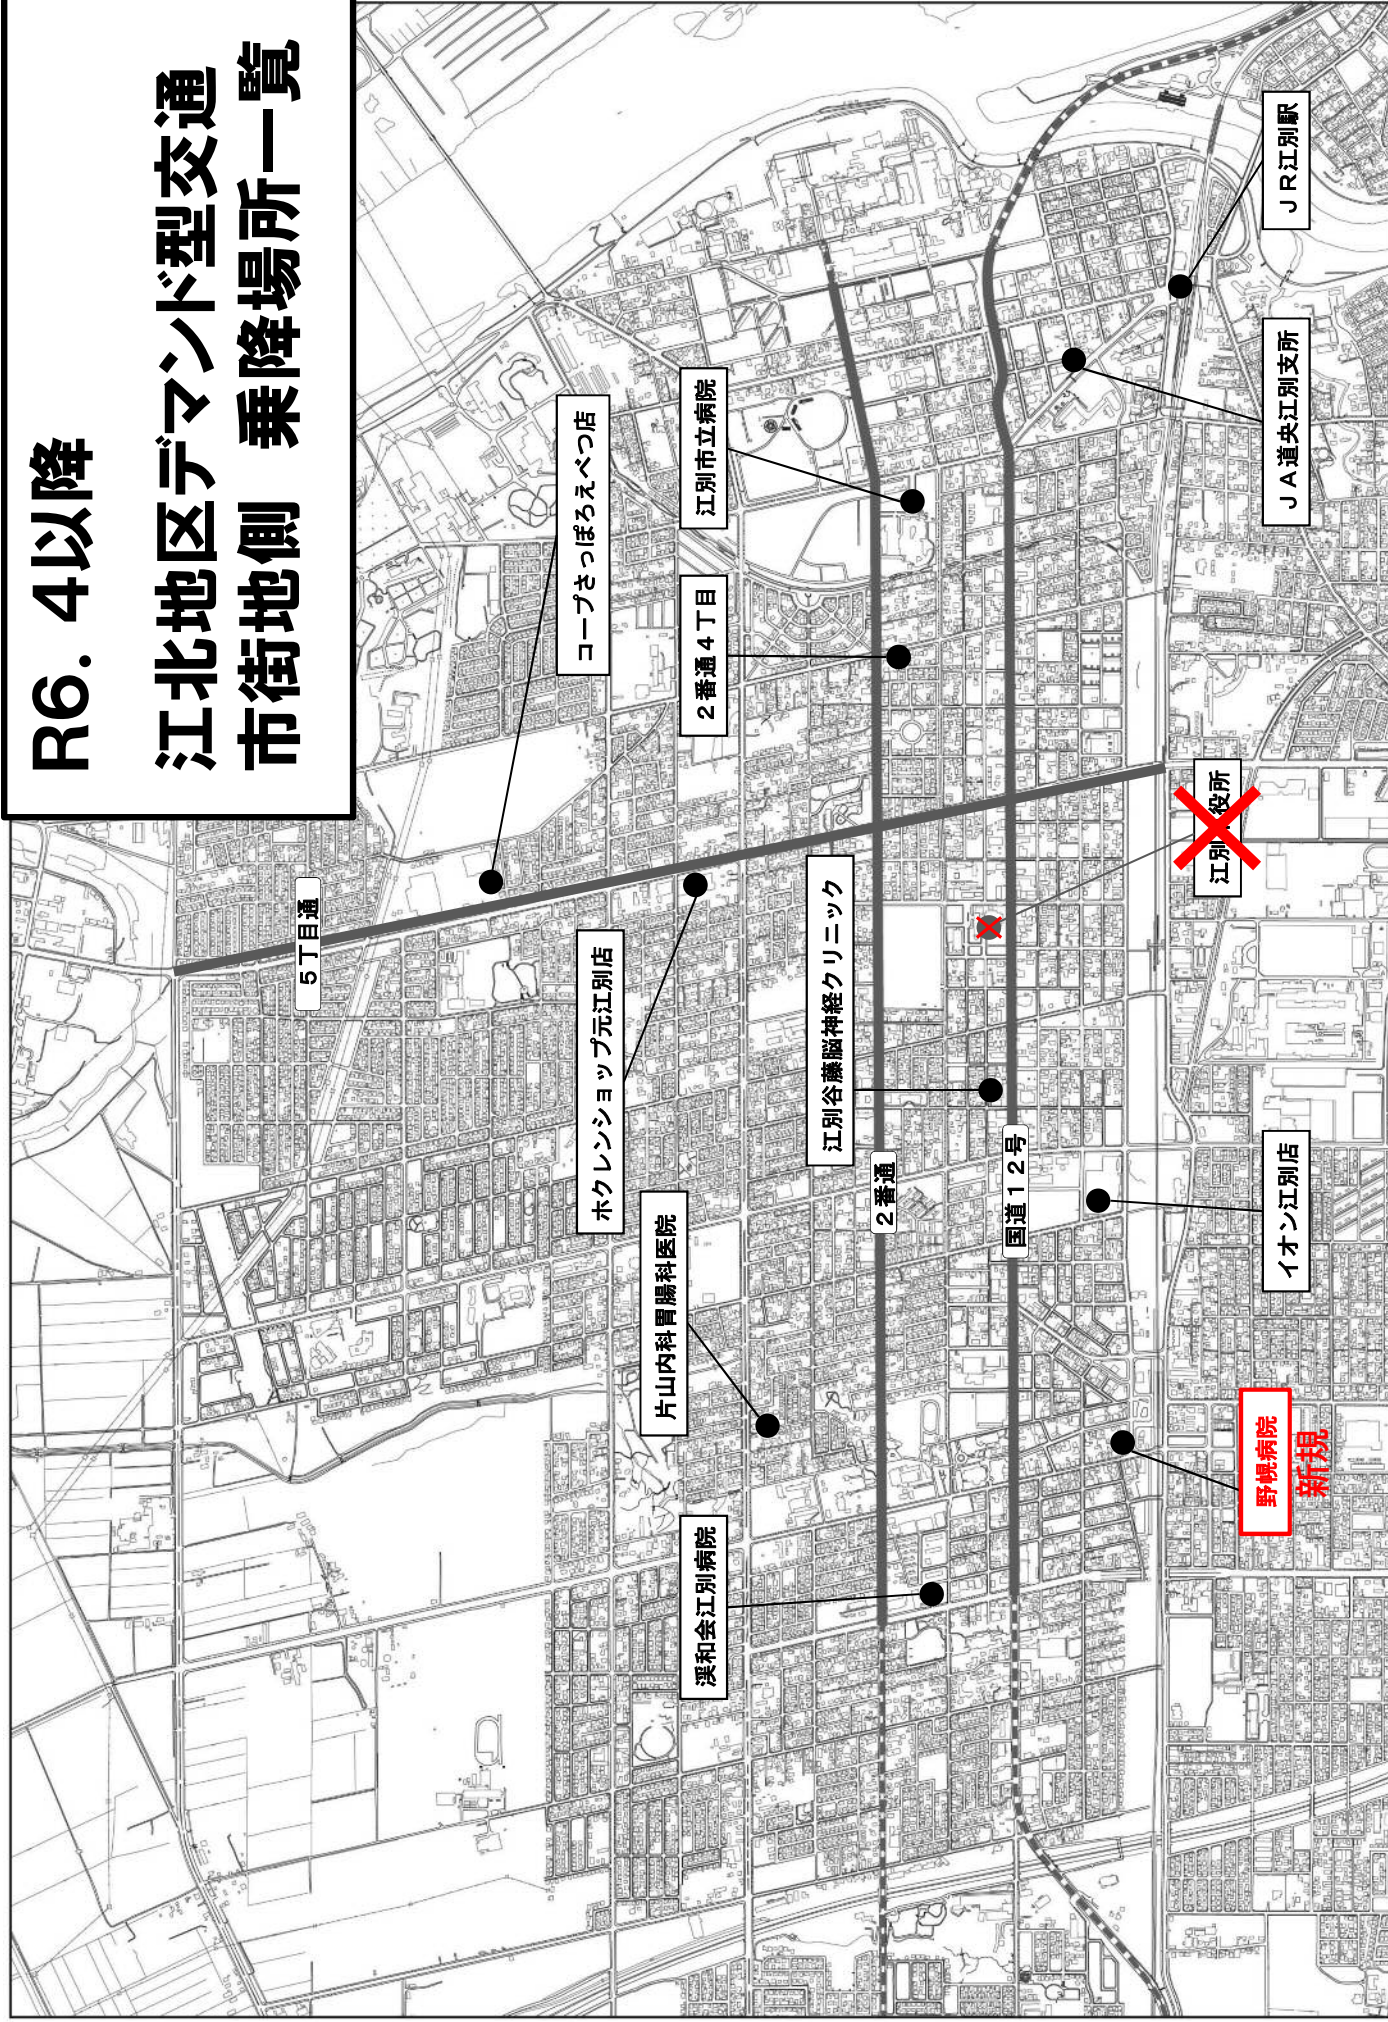 R6．4以降
江北地区デマンド型交通
市街地側　乗降場所一覧
5丁目通
コープさっぽろえべつ店
ホクレンショップ元江別店
片山内科胃腸科医院
江別市立病院
2番通4丁目
渓和会江別病院
江別谷藤脳神経クリニック
2番通
国道12号
江別
役所
野幌病院
新規
イオン江別店
JA道央江別支所
JR江別駅